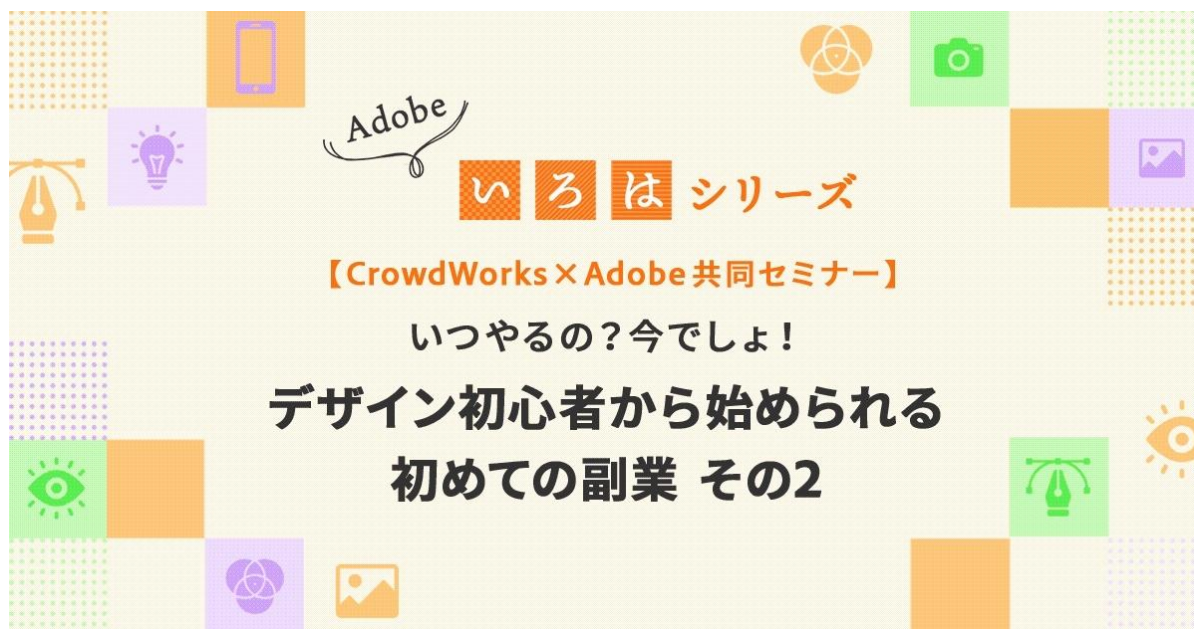 Adobe
いろはシリーズ
【CrowdWorks×Adobe共同セミナー】
いつやるの？今でしょ！
デザイン初心者から始められる
初めての副業 その2